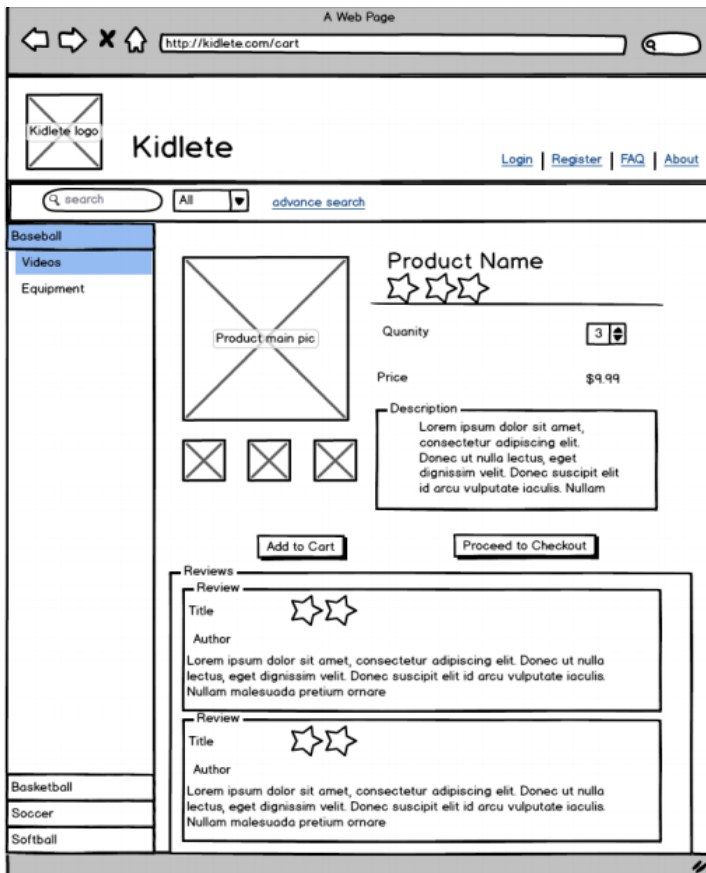 A Web Page
http://kidlete.com/cart
Kidlete logo
Kidlete
Login | Register | FAQ | About
search
All
advance search
Baseball
Videos
Equipment
Basketball
Soccer
Softball
Product main pic
Product Name
Quanity
3
Price
$9.99
Description
Lorem ipsum dolor sit amet,
consectetur adipiscing elit.
Donec ut nulla lectus, eget
dignissim velit. Donec suscipit elit
id arcu vulputate iaculis. Nullam
Add to Cart
Proceed to Checkout
Reviews
Review
Title
Author
Lorem ipsum dolor sit amet, consectetur adipiscing elit. Donec ut nulla
lectus, eget dignissim velit. Donec suscipit elit id arcu vulputate iaculis.
Nullam malesuada pretium ornare
Review
Title
Author
Lorem ipsum dolor sit amet, consectetur adipiscing elit. Donec ut nulla
lectus, eget dignissim velit. Donec suscipit elit id arcu vulputate iaculis.
Nullam malesuada pretium ornare